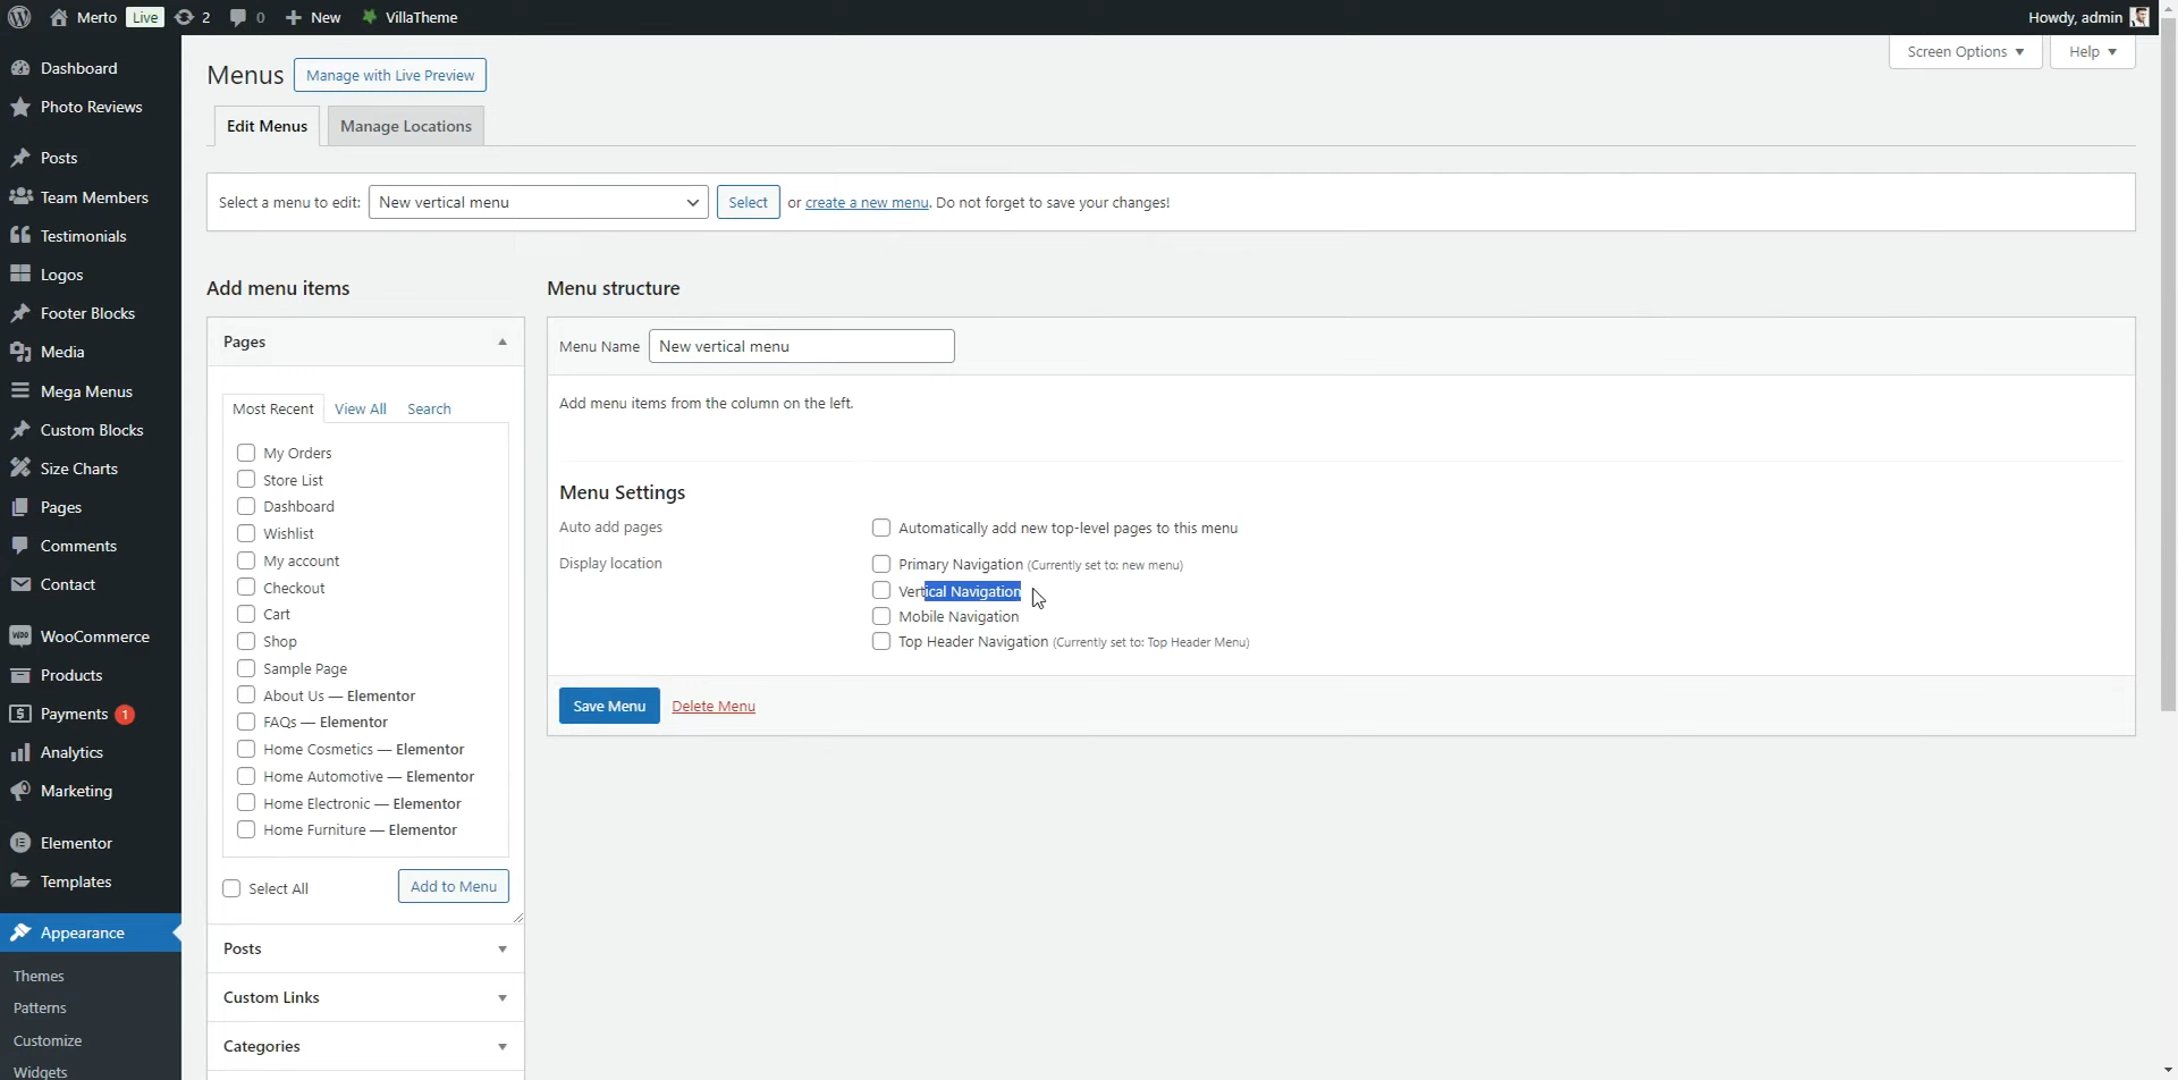 Merto Live 2 0 New VillaTheme Howdy, admin
Screen Options Help
Dashboard
Photo Reviews
Posts
Team Members
Testimonials
Logos
Footer Blocks
Media
Mega Menus
Custom Blocks
Size Charts
Pages
Comments
Contact
WooCommerce
Products
Payments 1
Analytics
Marketing
Elementor
Templates
Appearance
Themes
Patterns
Customize
Widgets
Menus Manage with Live Preview
Edit Menus Manage Locations
Select a menu to edit: New vertical menu Select or create a new menu. Do not forget to save your changes!
Add menu items
Pages
Most Recent View All Search
My Orders
Store List
Dashboard
Wishlist
My account
Checkout
Cart
Shop
Sample Page
About Us — Elementor
FAQs — Elementor
Home Cosmetics — Elementor
Home Automotive — Elementor
Home Electronic — Elementor
Home Furniture — Elementor
Select All Add to Menu
Posts
Custom Links
Categories
Menu structure
Menu Name New vertical menu
Add menu items from the column on the left.
Menu Settings
Auto add pages Automatically add new top-level pages to this menu
Display location Primary Navigation (Currently set to: new menu)
Vertical Navigation
Mobile Navigation
Top Header Navigation (Currently set to: Top Header Menu)
Save Menu Delete Menu